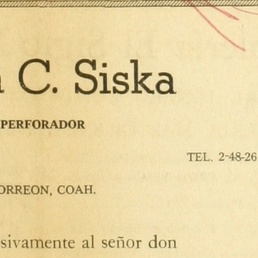 C. Siska
PERFORADOR
TEL. 2-48-26
ORREON, COAH.
sivamente al señor don